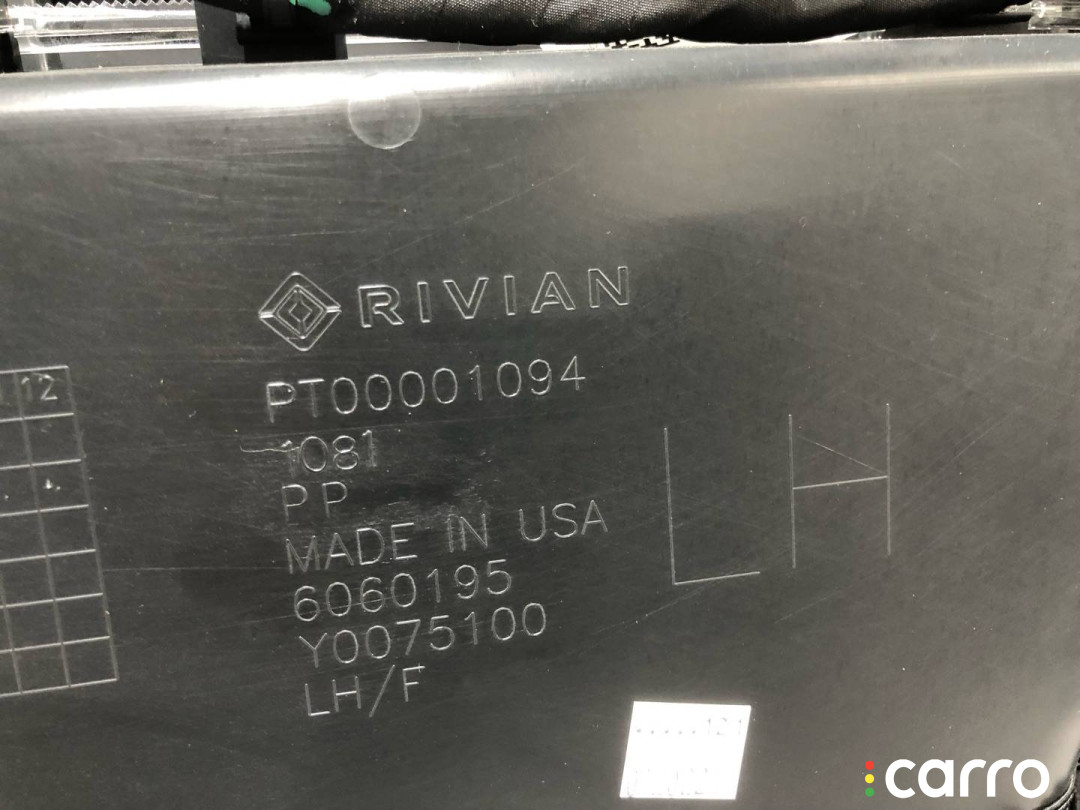 RIVIAN
12
PT00001094
1081
PP
MADE IN USA
6060195
Y0075100
LH/F
LH
carro